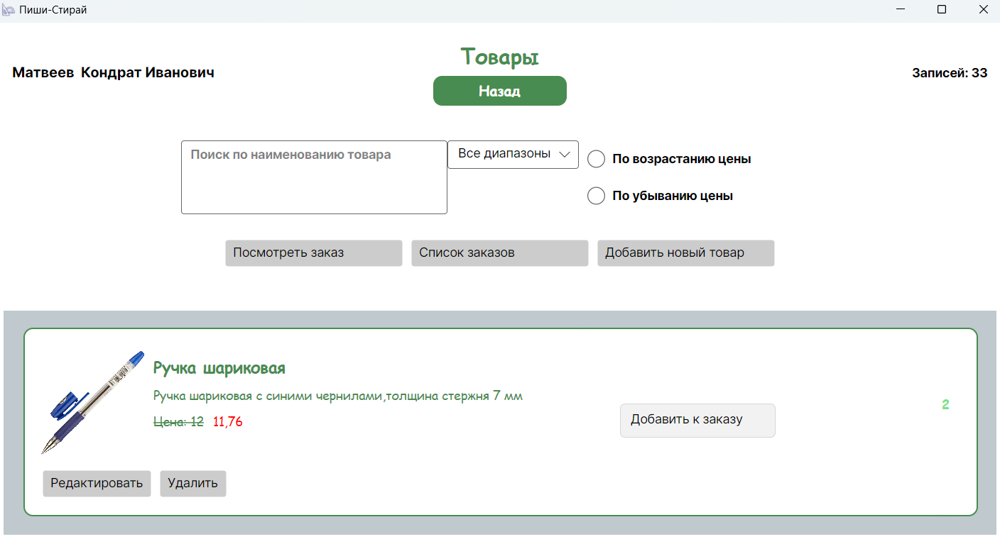 Пиши-Стирай
Товары
Матвеев Кондрат Иванович
Записей: 33
Назад
Поиск по наименованию товара
Все диапазоны
По возрастанию цены
По убыванию цены
Посмотреть заказ
Список заказов
Добавить новый товар
Ручка шариковая
Ручка шариковая с синими чернилами,толщина стержня 7 мм
Цена: 12 11,76
Добавить к заказу
2
Редактировать
Удалить